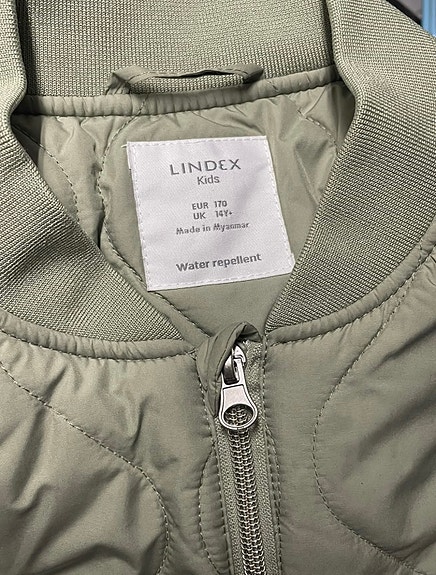 LINDEX
Kids
EUR 170
UK 14Y+
Made in Myanmar
Water repellent